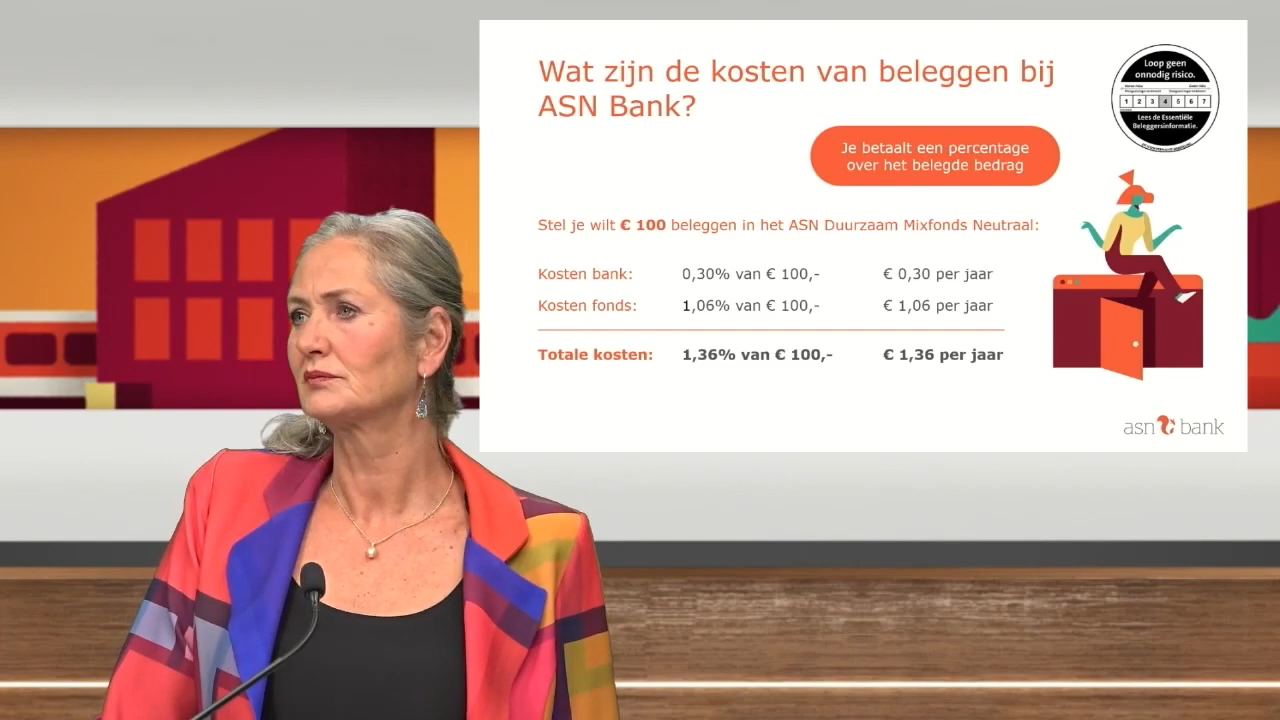 Wat zijn de kosten van beleggen bij
ASN Bank?
Loop geen
onnodig risico.
1 2 3 4 5 6 7
Lees de Essentiële
Beleggersinformatie.
Je betaalt een percentage
over het belegde bedrag
Stel je wilt € 100 beleggen in het ASN Duurzaam Mixfonds Neutraal:
Kosten bank: 0,30% van € 100,- € 0,30 per jaar
Kosten fonds: 1,06% van € 100,- € 1,06 per jaar
Totale kosten: 1,36% van € 100,- € 1,36 per jaar
asn bank